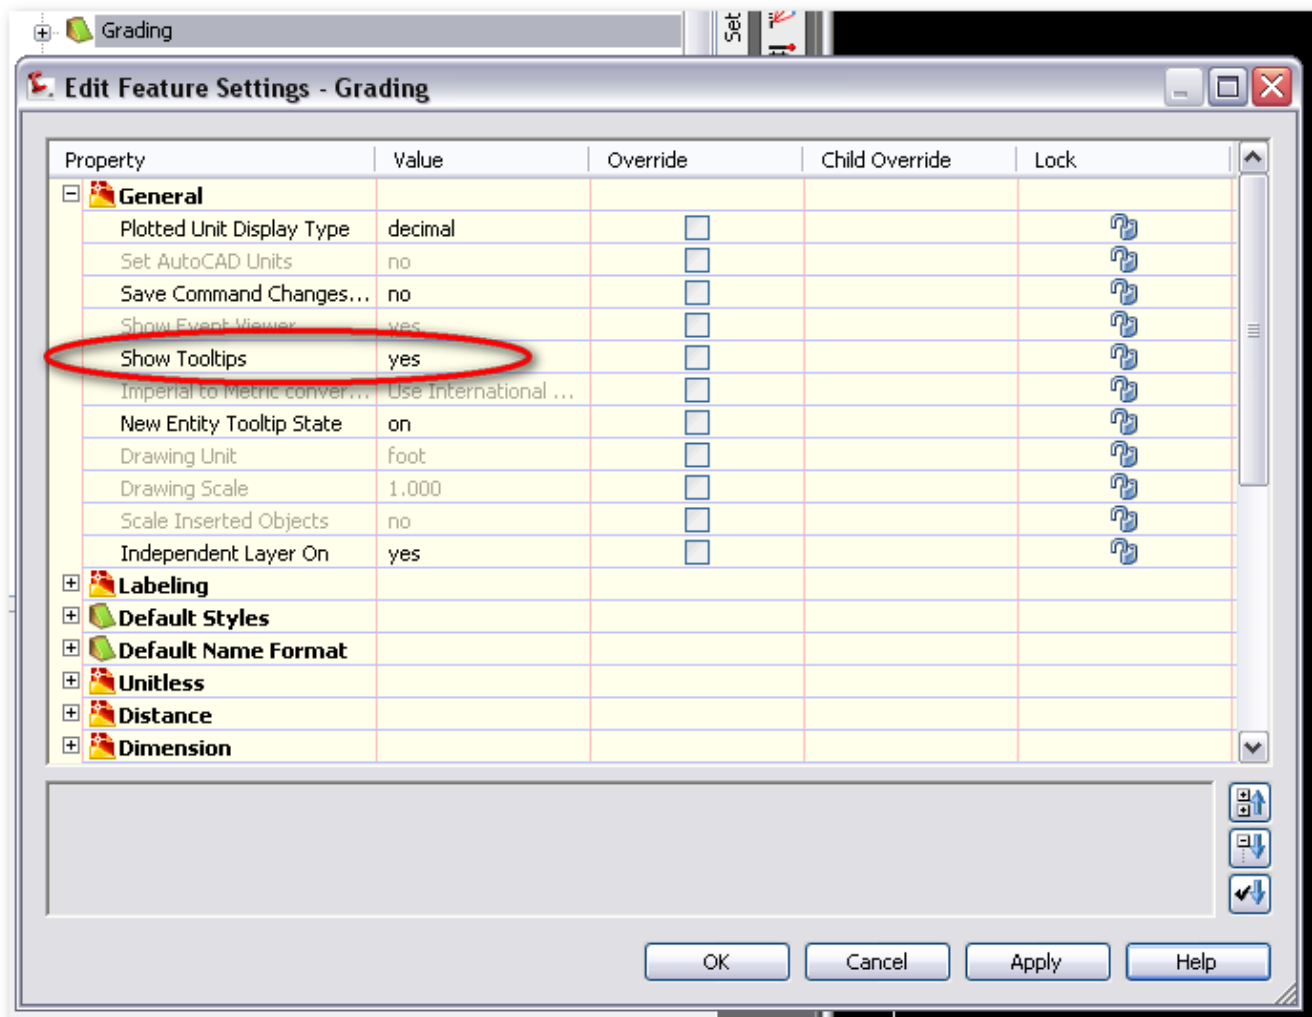 Grading
Set
Edit Feature Settings - Grading
Property Value Override Child Override Lock
General
Plotted Unit Display Type decimal
Set AutoCAD Units no
Save Command Changes... no
Show Event Viewer yes
Show Tooltips yes
Imperial to Metric conver... Use International ...
New Entity Tooltip State on
Drawing Unit foot
Drawing Scale 1.000
Scale Inserted Objects no
Independent Layer On yes
Labeling
Default Styles
Default Name Format
Unitless
Distance
Dimension
OK Cancel Apply Help